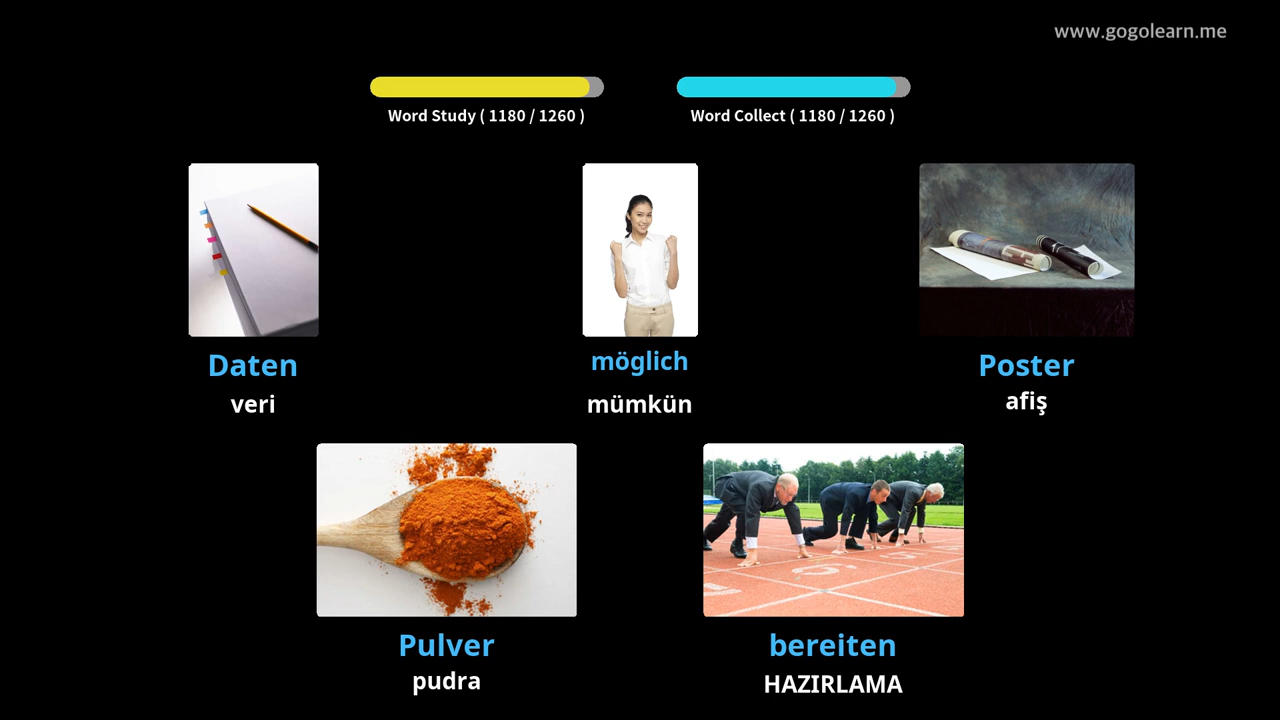 www.gogolearn.me
Word Study ( 1180 / 1260 )
Word Collect ( 1180 / 1260 )
Daten
veri
möglich
mümkün
Poster
afiş
Pulver
pudra
bereiten
HAZIRLAMA